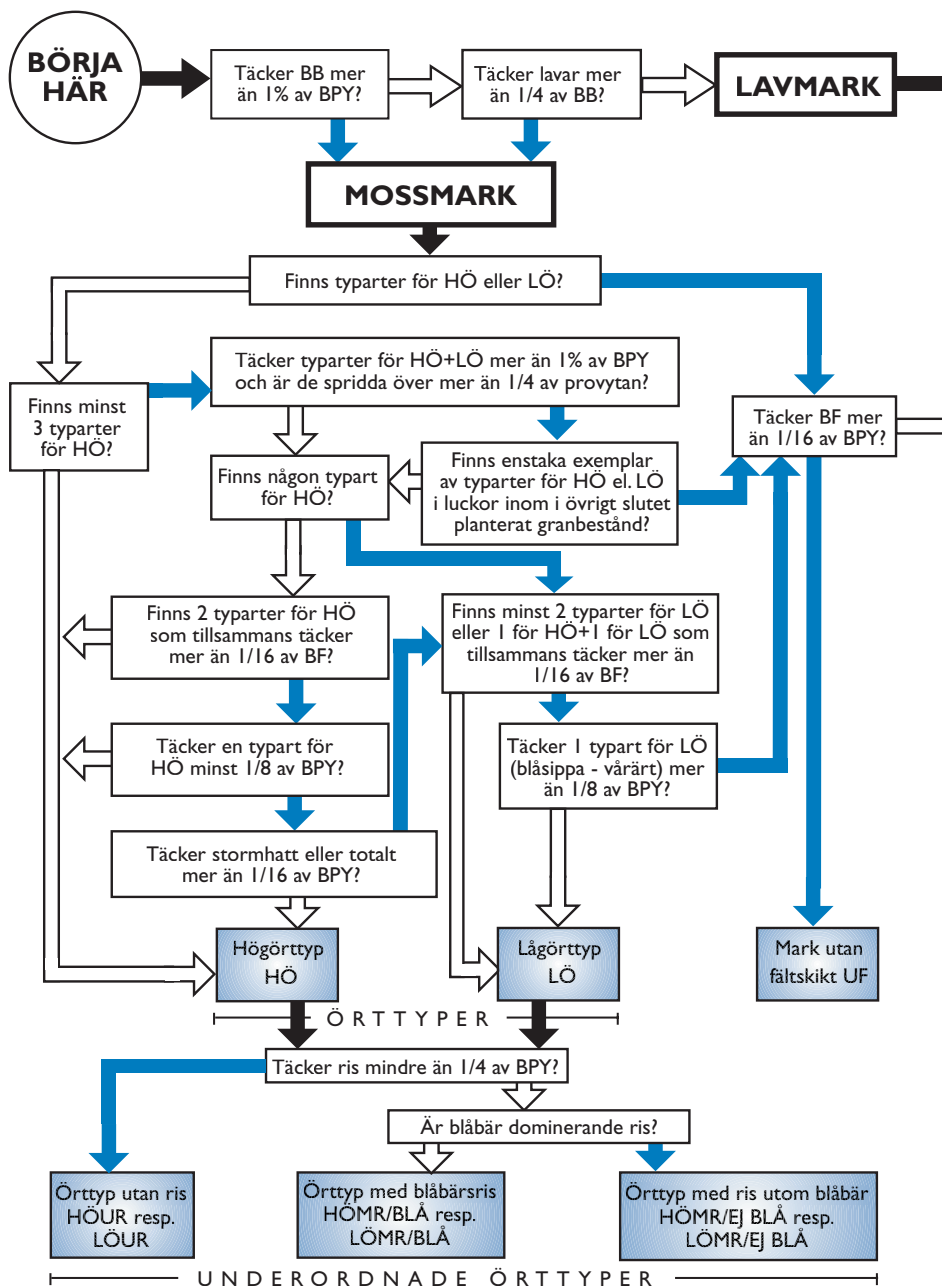 BÖRJA
HÄR
Täcker BB mer
än 1% av BPY?
Täcker lavar mer
än 1/4 av BB?
LAVMARK
MOSSMARK
Finns typarter för HÖ eller LÖ?
Täcker typarter för HÖ+LÖ mer än 1% av BPY
och är de spridda över mer än 1/4 av provytan?
Finns minst
3 typarter
för HÖ?
Täcker BF mer
än 1/16 av BPY?
Finns någon typart
för HÖ?
Finns enstaka exemplar
av typarter för HÖ el. LÖ
i luckor inom i övrigt slutet
planterat granbestånd?
Finns 2 typarter för HÖ
som tillsammans täcker
mer än 1/16 av BF?
Finns minst 2 typarter för LÖ
eller 1 för HÖ+1 för LÖ som
tillsammans täcker mer än
1/16 av BF?
Täcker en typart för
HÖ minst 1/8 av BPY?
Täcker 1 typart för LÖ
(blåsippa - vårärt) mer
än 1/8 av BPY?
Täcker stormhatt eller totalt
mer än 1/16 av BPY?
Högörttyp
HÖ
Lågörttyp
LÖ
Mark utan
fältskikt UF
ÖRTTYPER
Täcker ris mindre än 1/4 av BPY?
Är blåbär dominerande ris?
Örttyp utan ris
HÖUR resp.
LÖUR
Örttyp med blåbärsris
HÖMR/BLÅ resp.
LÖMR/BLÅ
Örttyp med ris utom blåbär
HÖMR/EJ BLÅ resp.
LÖMR/EJ BLÅ
UNDERORDNADE ÖRTTYPER